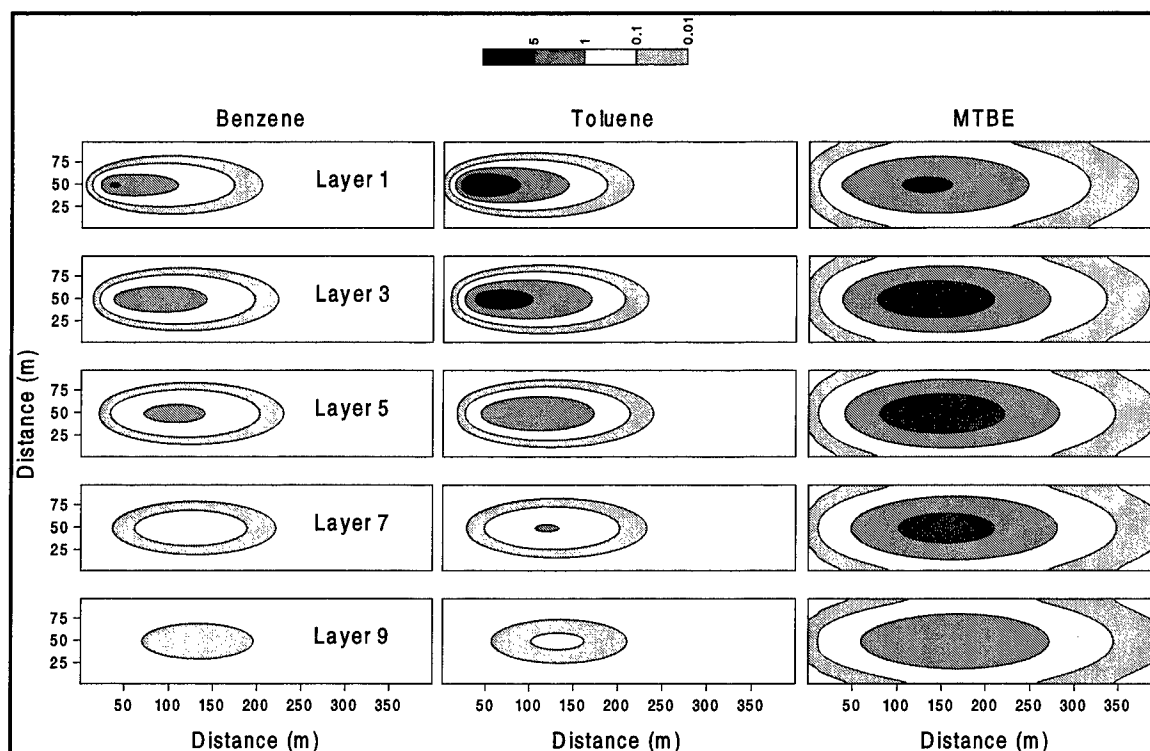 5 1 0.1 0.01
Benzene Toluene MTBE
75
50 Layer 1
25
75
50 Layer 3
25
75
50 Layer 5
25
75
50 Layer 7
25
75
50 Layer 9
25
Distance (m)
50 100 150 200 250 300 350 50 100 150 200 250 300 350 50 100 150 200 250 300 350
Distance (m) Distance (m) Distance (m)